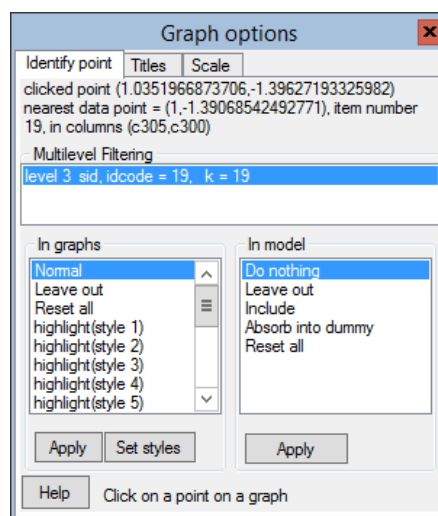 Graph options
Identify point Titles Scale
clicked point (1.0351966873706,-1.39627193325982)
nearest data point = (1,-1.39068542492771), item number
19, in columns (c305,c300)
Multilevel Filtering
level 3 sid, idcode = 19, k = 19
In graphs
Normal
Leave out
Reset all
highlight(style 1)
highlight(style 2)
highlight(style 3)
highlight(style 4)
highlight(style 5)
Apply Set styles
In model
Do nothing
Leave out
Include
Absorb into dummy
Reset all
Apply
Help Click on a point on a graph